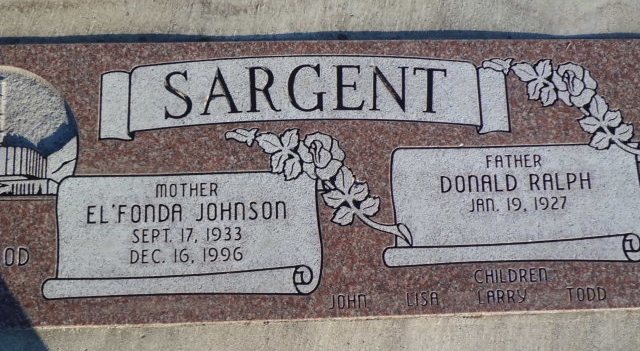 SARGENT
MOTHER
EL'FONDA JOHNSON
SEPT. 17, 1933
DEC. 16, 1996
FATHER
DONALD RALPH
JAN. 19, 1927
OD
CHILDREN
JOHN LISA LARRY TODD